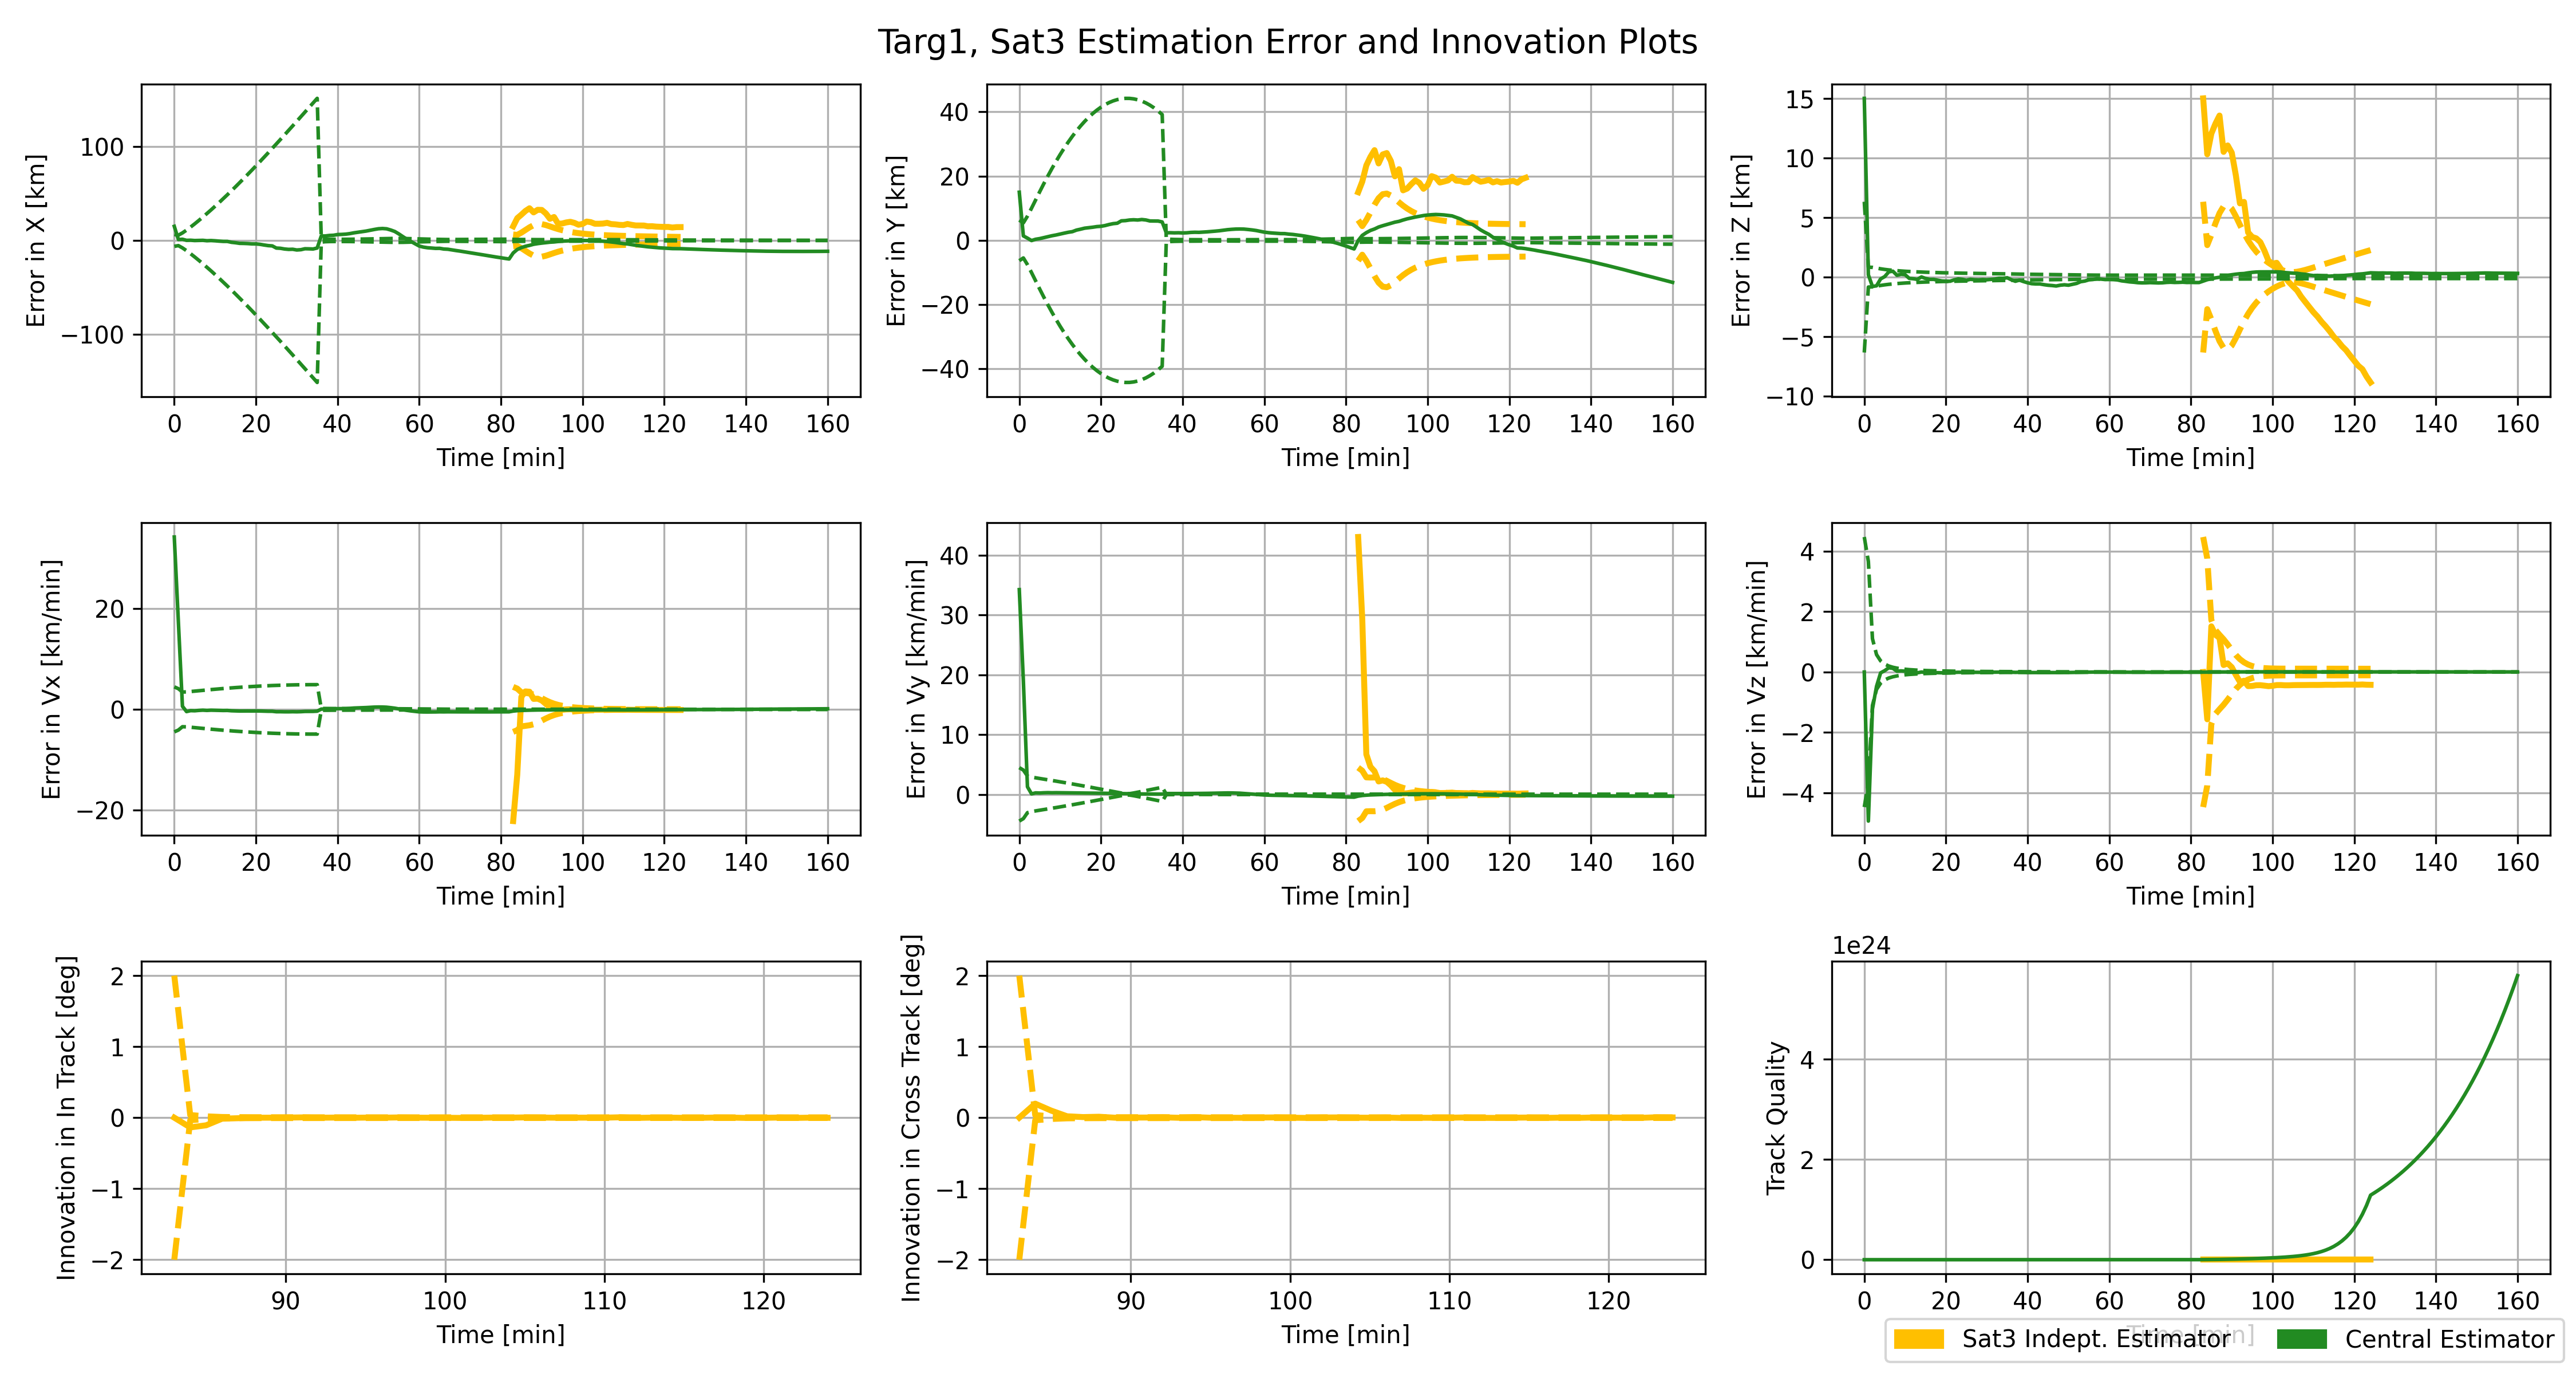 Targ1, Sat3 Estimation Error and Innovation Plots
Error in X [km]
100
0
−100
0 20 40 60 80 100 120 140 160
Time [min]
Error in Y [km]
40
20
0
−20
−40
0 20 40 60 80 100 120 140 160
Time [min]
Error in Z [km]
15
10
5
0
−5
−10
0 20 40 60 80 100 120 140 160
Time [min]
Error in Vx [km/min]
20
0
−20
0 20 40 60 80 100 120 140 160
Time [min]
Error in Vy [km/min]
40
30
20
10
0
0 20 40 60 80 100 120 140 160
Time [min]
Error in Vz [km/min]
4
2
0
−2
−4
0 20 40 60 80 100 120 140 160
Time [min]
Innovation in In Track [deg]
2
1
0
−1
−2
90 100 110 120
Time [min]
Innovation in Cross Track [deg]
2
1
0
−1
−2
90 100 110 120
Time [min]
1e24
Track Quality
4
2
0
0 20 40 60 80 100 120 140 160
Time [min]
Sat3 Indept. Estimator
Central Estimator